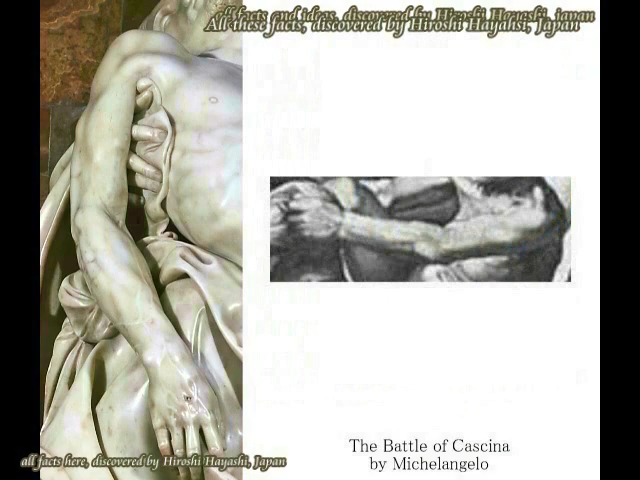 all facts and ideas, discovered by Hiroshi Hayashi, japan
All these facts, discovered by Hiroshi Hayahsi, Japan
The Battle of Cascina
by Michelangelo
all facts here, discovered by Hiroshi Hayashi, Japan